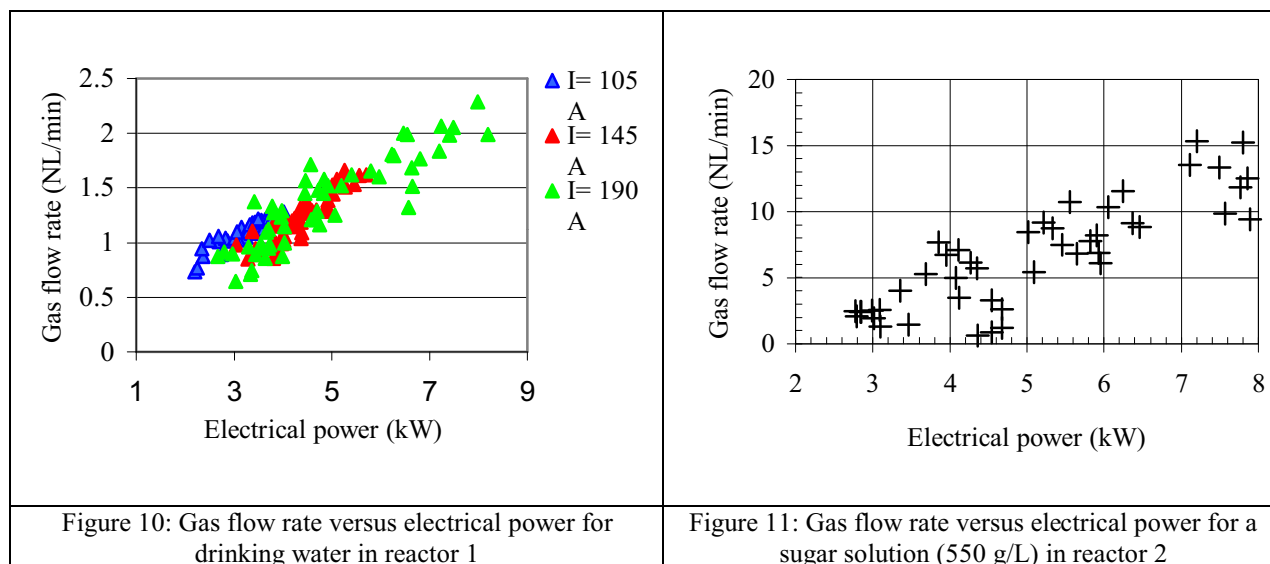 2.5
2
1.5
1
0.5
0
1 3 5 7 9
Gas flow rate (NL/min)
Electrical power (kW)
I= 105
A
I= 145
A
I= 190
A
20
15
10
5
0
2 3 4 5 6 7 8
Gas flow rate (NL/min)
Electrical power (kW)
Figure 10: Gas flow rate versus electrical power for
drinking water in reactor 1
Figure 11: Gas flow rate versus electrical power for a
sugar solution (550 g/L) in reactor 2